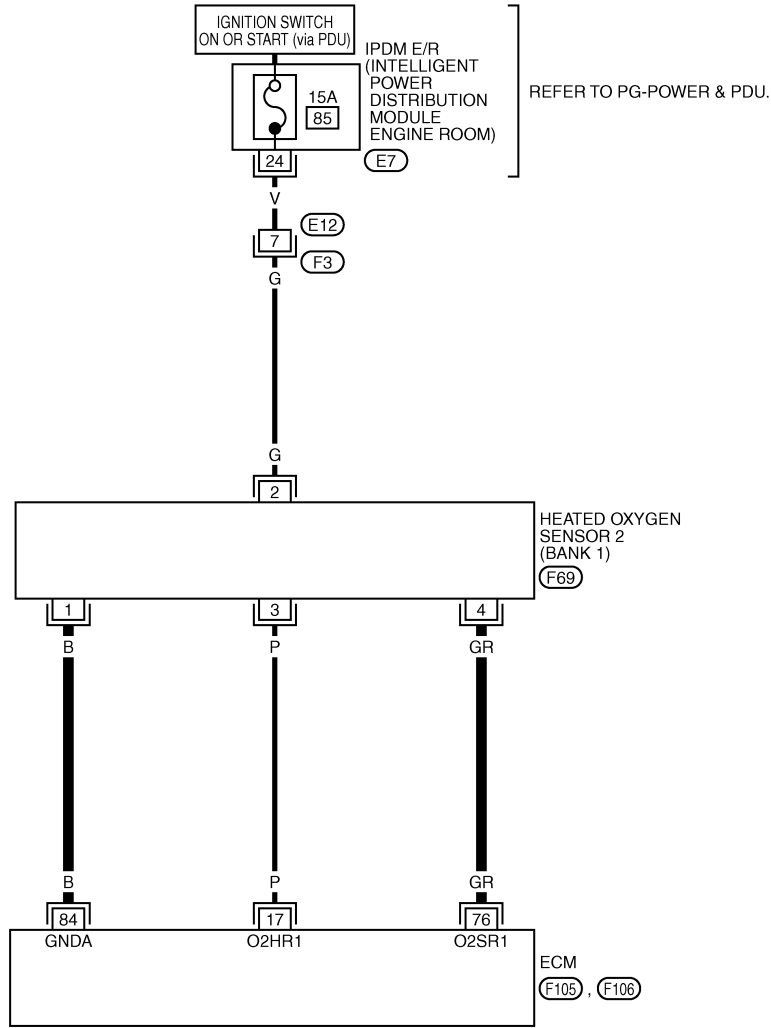 IGNITION SWITCH
ON OR START (via PDU)
IPDM E/R
(INTELLIGENT
POWER
DISTRIBUTION
MODULE
ENGINE ROOM)
REFER TO PG-POWER & PDU.
15A
85
24
E7
V
E12
7
F3
G
G
2
HEATED OXYGEN
SENSOR 2
(BANK 1)
F69
1 3 4
B P GR
B P GR
84 17 76
GNDA O2HR1 O2SR1
ECM
F105 , F106